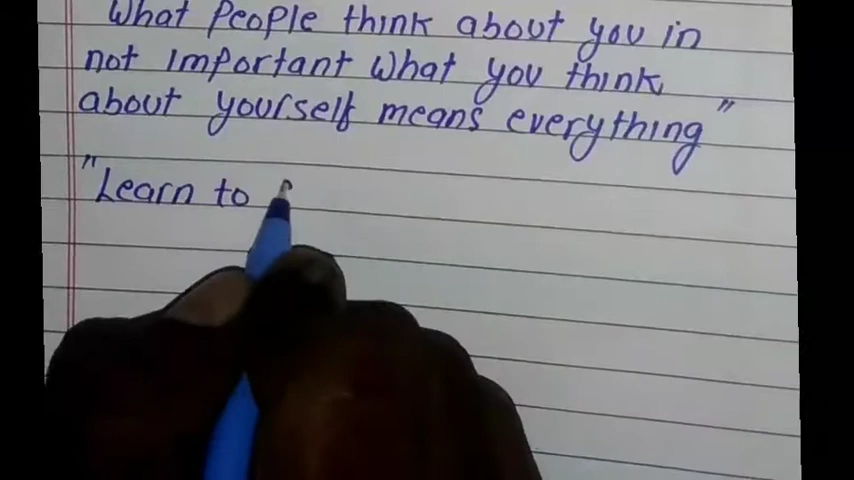 What People think about you in
not important What you think
about yourself means everything"
"Learn to